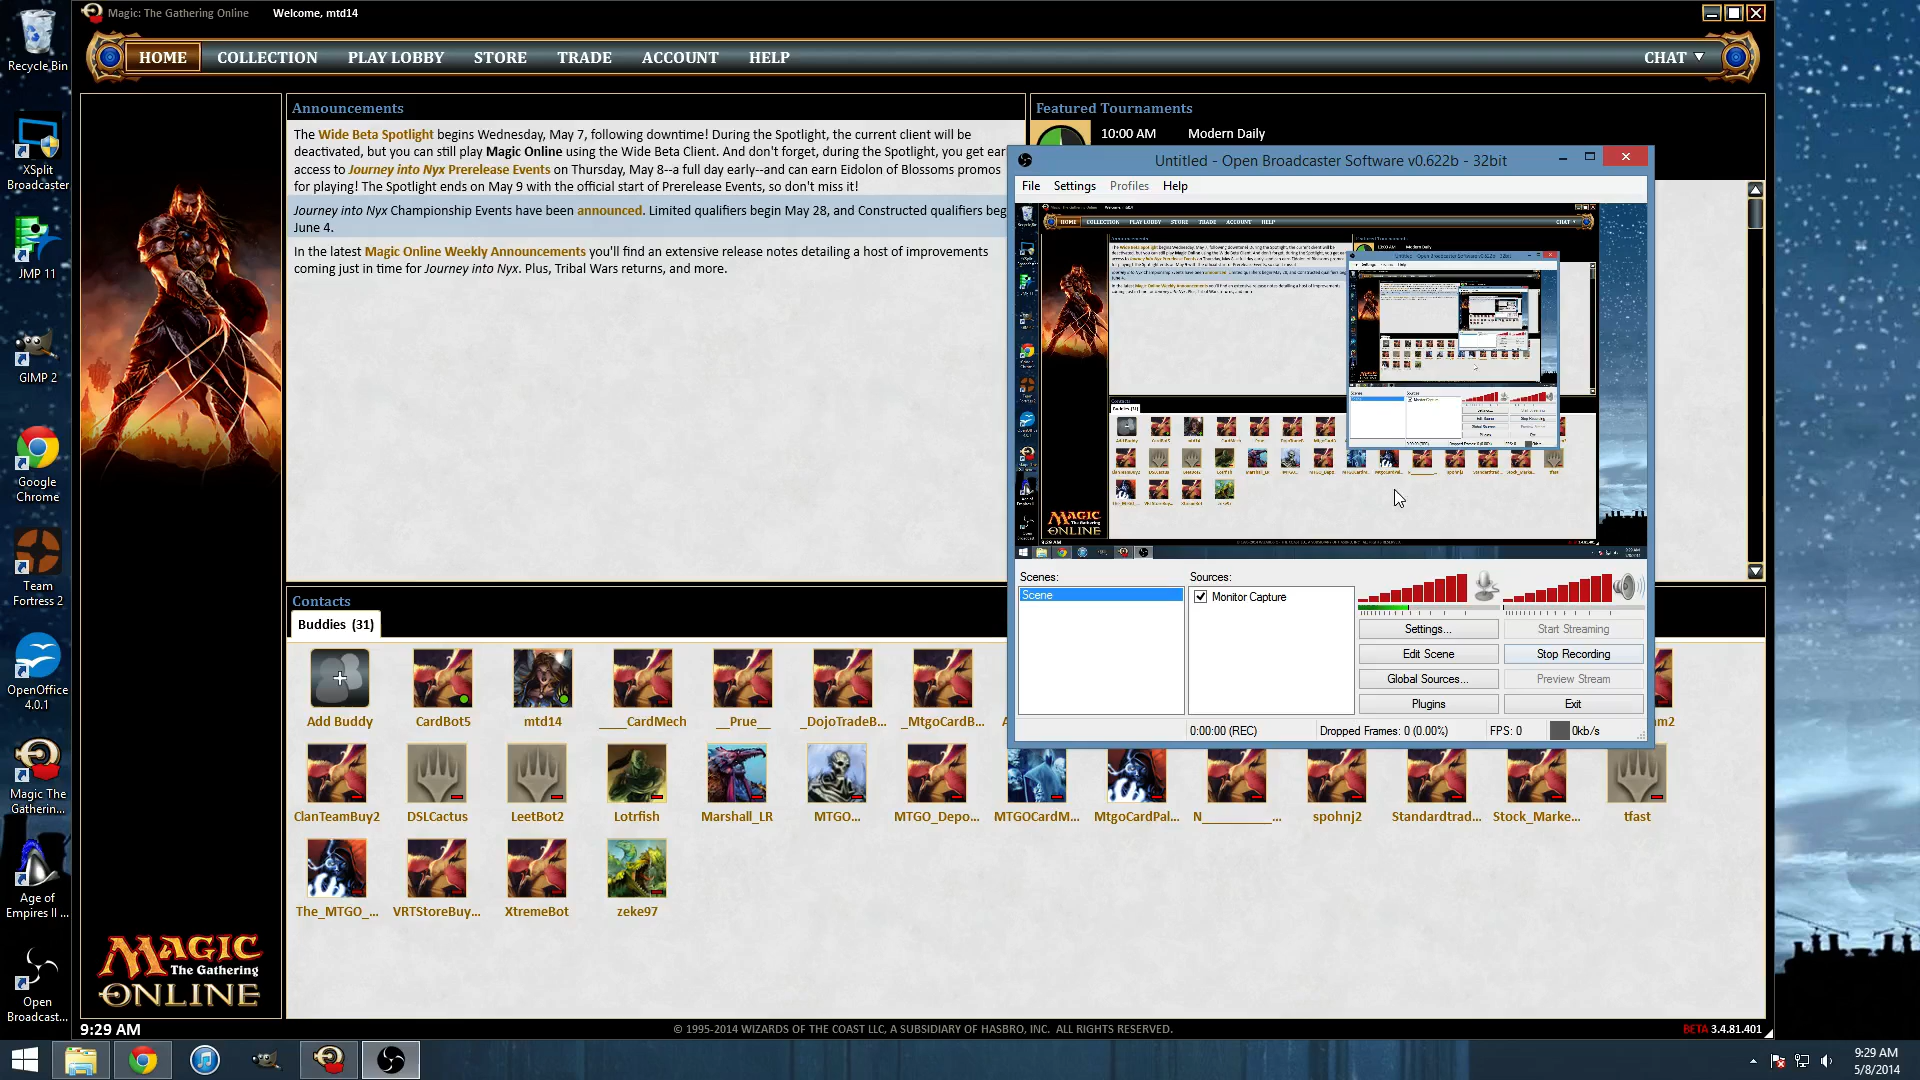 Recycle Bin
XSplit
Broadcaster
JMP 11
GIMP 2
Google
Chrome
Team
Fortress 2
OpenOffice
4.0.1
Magic The
Gatherin...
Age of
Empires II ...
Open
Broadcast...
Magic: The Gathering Online
Welcome, mtd14
HOME
COLLECTION
PLAY LOBBY
STORE
TRADE
ACCOUNT
HELP
CHAT
Announcements
The Wide Beta Spotlight begins Wednesday, May 7, following downtime! During the Spotlight, the current client will be
deactivated, but you can still play Magic Online using the Wide Beta Client. And don't forget, during the Spotlight, you get ear
access to Journey into Nyx Prerelease Events on Thursday, May 8--a full day early--and can earn Eidolon of Blossoms promos
for playing! The Spotlight ends on May 9 with the official start of Prerelease Events, so don't miss it!
Journey into Nyx Championship Events have been announced. Limited qualifiers begin May 28, and Constructed qualifiers beg
June 4.
In the latest Magic Online Weekly Announcements you'll find an extensive release notes detailing a host of improvements
coming just in time for Journey into Nyx. Plus, Tribal Wars returns, and more.
Featured Tournaments
10:00 AM Modern Daily
Untitled - Open Broadcaster Software v0.622b - 32bit
File Settings Profiles Help
Scenes:
Scene
Sources:
Monitor Capture
Settings...
Start Streaming
Edit Scene
Stop Recording
Global Sources...
Preview Stream
Plugins
Exit
0:00:00 (REC)
Dropped Frames: 0 (0.00%)
FPS: 0
0kb/s
Contacts
Buddies (31)
Add Buddy
CardBot5
mtd14
____CardMech
__Prue__
_DojoTradeB...
_MtgoCardB...
ClanTeamBuy2
DSLCactus
LeetBot2
Lotrfish
Marshall_LR
MTGO...
MTGO_Depo...
MTGOCardM...
MtgoCardPal...
N__________...
spohnj2
Standardtrad...
Stock_Marke...
tfast
The_MTGO_...
VRTStoreBuy...
XtremeBot
zeke97
MAGIC
The Gathering
ONLINE
9:29 AM
© 1995-2014 WIZARDS OF THE COAST LLC, A SUBSIDIARY OF HASBRO, INC. ALL RIGHTS RESERVED.
BETA 3.4.81.401
9:29 AM
5/8/2014